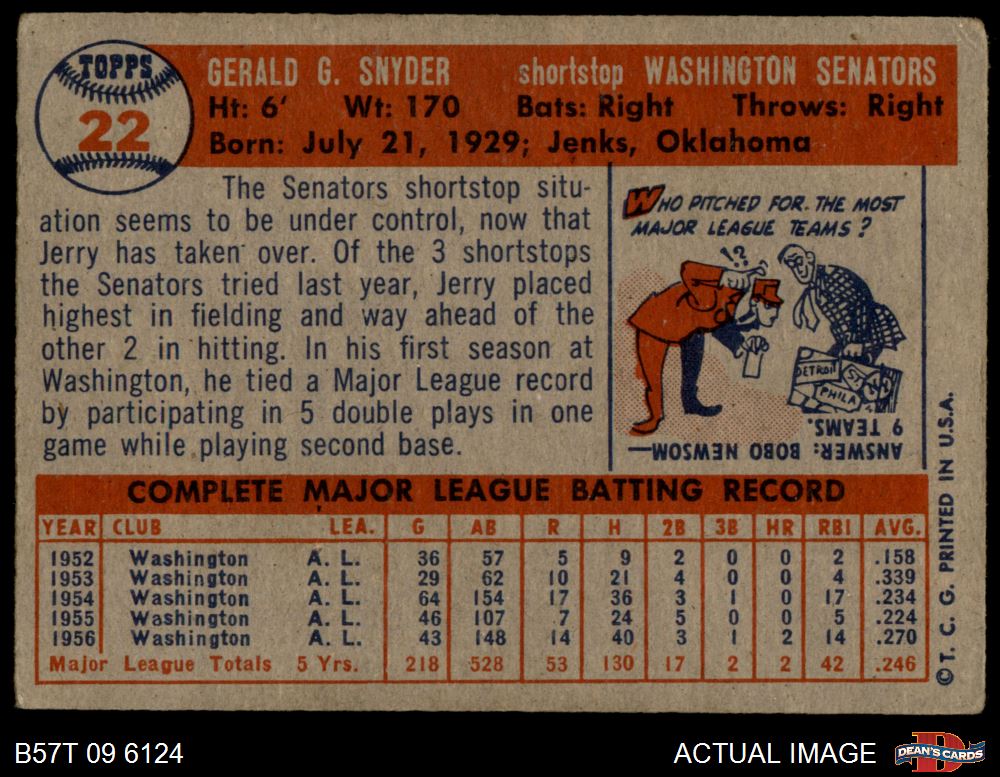 TOPPS
22
GERALD G. SNYDER shortstop WASHINGTON SENATORS
Ht: 6' Wt: 170 Bats: Right Throws: Right
Born: July 21, 1929; Jenks, Oklahoma
The Senators shortstop situ-
ation seems to be under control, now that
Jerry has taken over. Of the 3 shortstops
the Senators tried last year, Jerry placed
highest in fielding and way ahead of the
other 2 in hitting. In his first season at
Washington, he tied a Major League record
by participating in 5 double plays in one
game while playing second base.
WHO PITCHED FOR THE MOST
MAJOR LEAGUE TEAMS?
!?
DETROIT
ST.
N.Y.
PHILA
ANSWER: BOBO NEWSOM—
9 TEAMS.
COMPLETE MAJOR LEAGUE BATTING RECORD
YEAR CLUB LEA. G AB R H 2B 3B HR RBI AVG.
1952 Washington A. L. 36 57 5 9 2 0 0 2 .158
1953 Washington A. L. 29 62 10 21 4 0 0 4 .339
1954 Washington A. L. 64 154 17 36 3 1 0 17 .234
1955 Washington A. L. 46 107 7 24 5 0 0 5 .224
1956 Washington A. L. 43 148 14 40 3 1 2 14 .270
Major League Totals 5 Yrs. 218 528 53 130 17 2 2 42 .246
© T. C. G. PRINTED IN U.S.A.
B57T 09 6124
ACTUAL IMAGE
DEAN'S CARDS